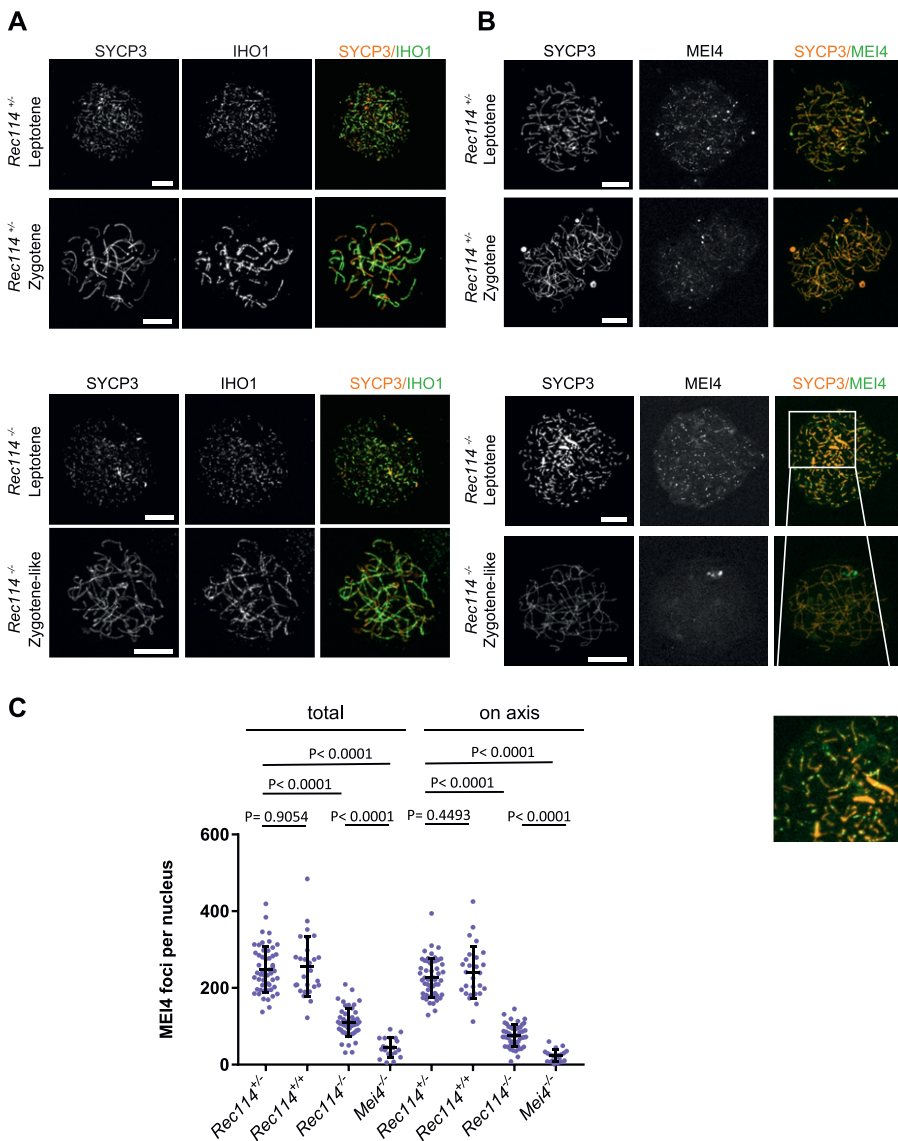 A
SYCP3 IHO1 SYCP3/IHO1
Rec114 +/-
Leptotene
Rec114 +/-
Zygotene
SYCP3 IHO1 SYCP3/IHO1
Rec114 -/-
Leptotene
Rec114 -/-
Zygotene-like
B
SYCP3 MEI4 SYCP3/MEI4
Rec114 +/-
Leptotene
Rec114 +/-
Zygotene
SYCP3 MEI4 SYCP3/MEI4
Rec114 -/-
Leptotene
Rec114 -/-
Zygotene-like
C
total on axis
P< 0.0001 P< 0.0001
P< 0.0001 P< 0.0001
P= 0.9054 P< 0.0001 P= 0.4493 P< 0.0001
MEI4 foci per nucleus
600
400
200
0
Rec114+/- Rec114+/+ Rec114-/- Mei4-/- Rec114+/- Rec114+/+ Rec114-/- Mei4-/-